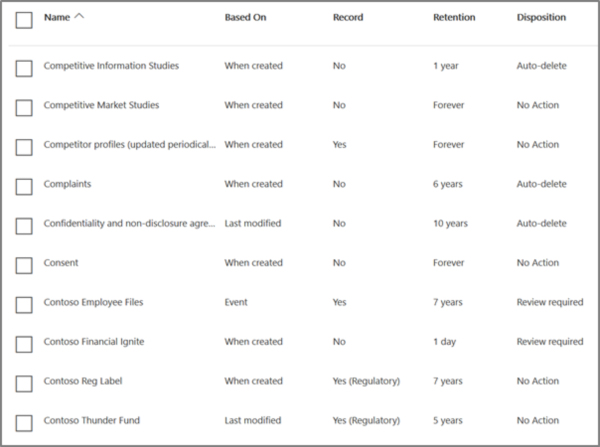 Name Based On Record Retention Disposition
Competitive Information Studies When created No 1 year Auto-delete
Competitive Market Studies When created No Forever No Action
Competitor profiles (updated periodical... When created Yes Forever No Action
Complaints When created No 6 years Auto-delete
Confidentiality and non-disclosure agre... Last modified No 10 years Auto-delete
Consent When created No Forever No Action
Contoso Employee Files Event Yes 7 years Review required
Contoso Financial Ignite When created No 1 day Review required
Contoso Reg Label When created Yes (Regulatory) 7 years No Action
Contoso Thunder Fund Last modified Yes (Regulatory) 5 years No Action